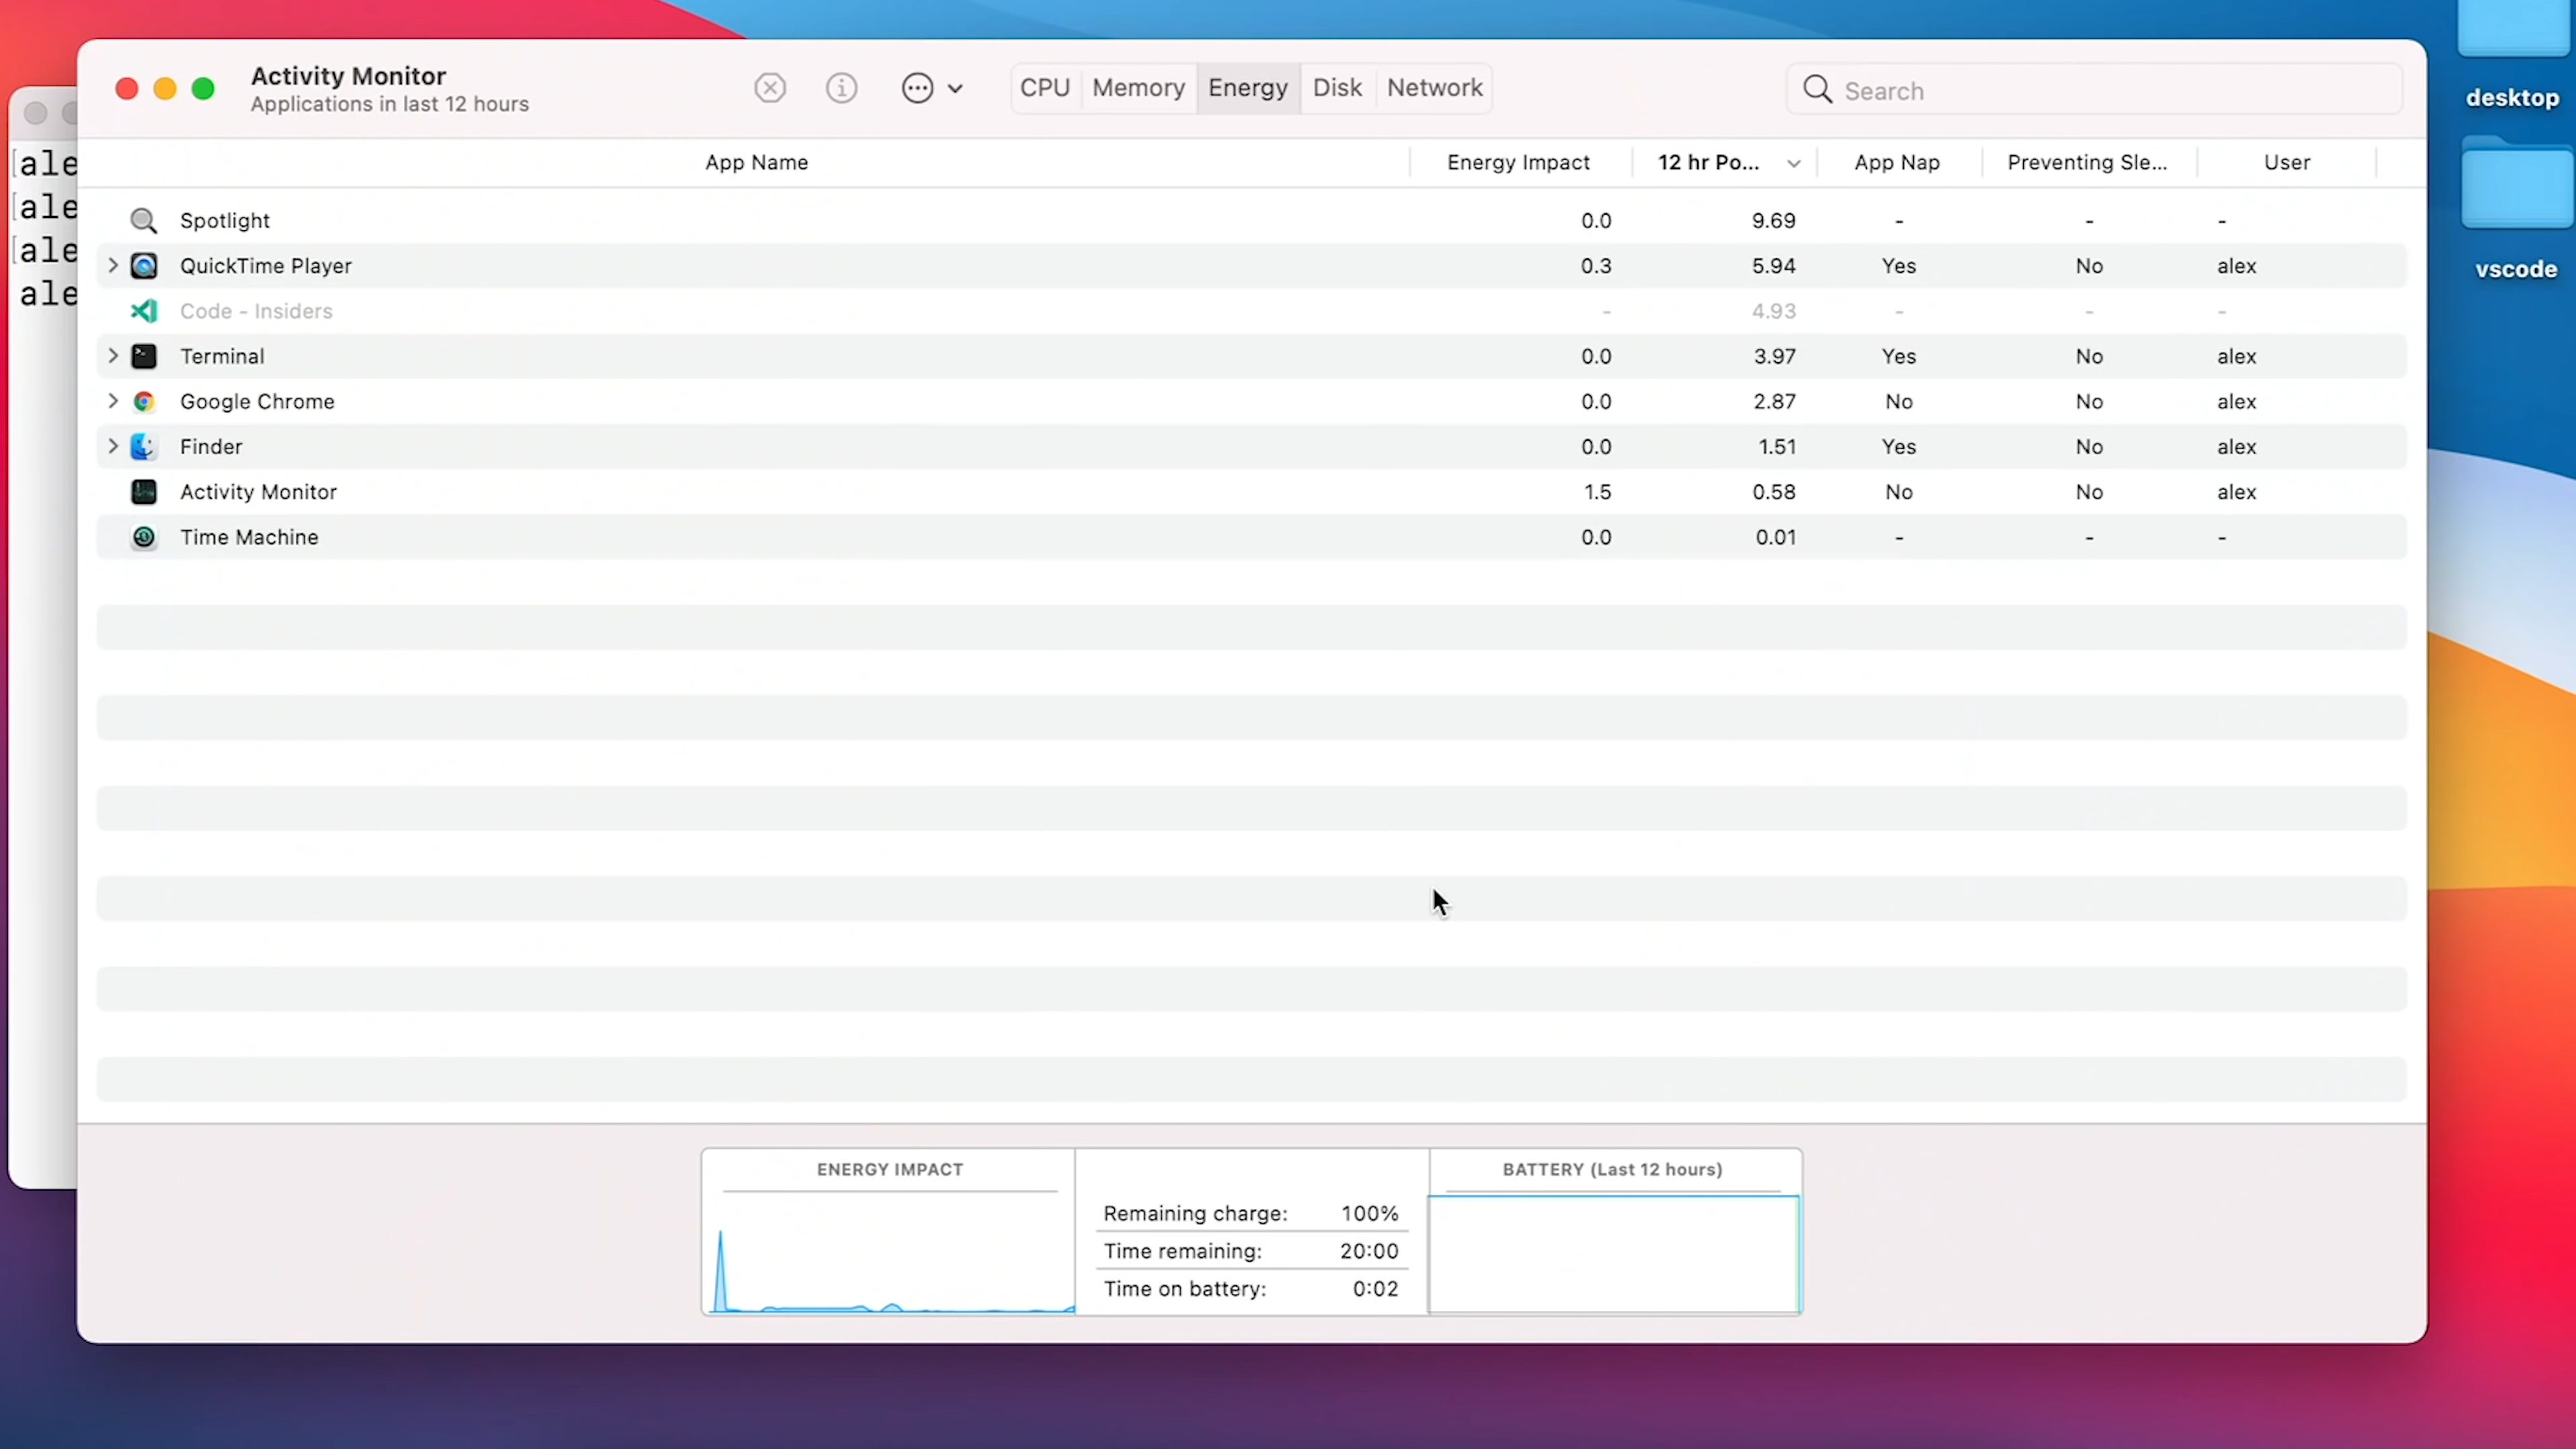 Activity Monitor
Applications in last 12 hours
CPU Memory Energy Disk Network
Search
App Name Energy Impact 12 hr Po... App Nap Preventing Sle... User
Spotlight 0.0 9.69 - - -
QuickTime Player 0.3 5.94 Yes No alex
Code - Insiders - 4.93 - - -
Terminal 0.0 3.97 Yes No alex
Google Chrome 0.0 2.87 No No alex
Finder 0.0 1.51 Yes No alex
Activity Monitor 1.5 0.58 No No alex
Time Machine 0.0 0.01 - - -
ENERGY IMPACT
Remaining charge: 100%
Time remaining: 20:00
Time on battery: 0:02
BATTERY (Last 12 hours)
[ale
[ale
[ale
ale
desktop
vscode